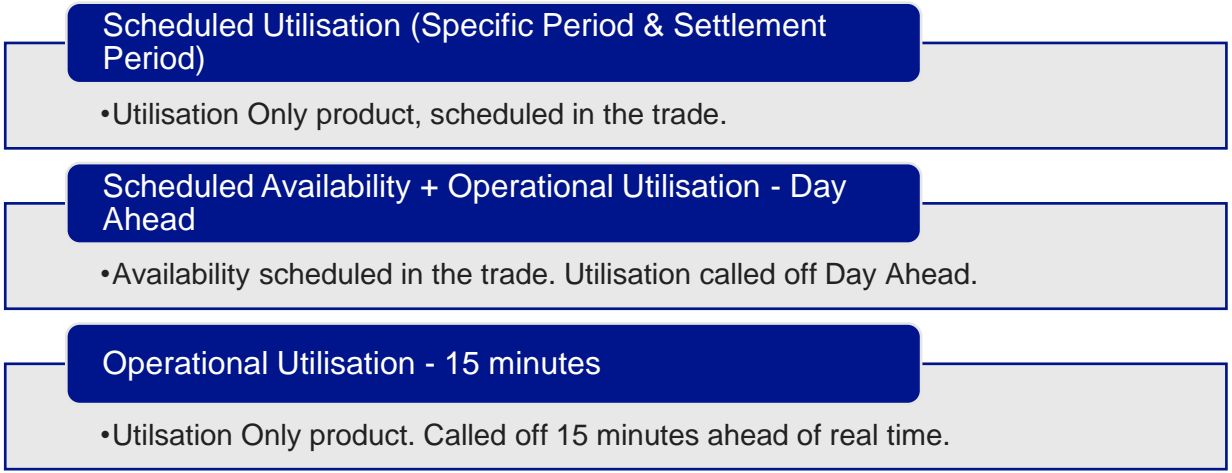 Scheduled Utilisation (Specific Period & Settlement
Period)
•Utilisation Only product, scheduled in the trade.
Scheduled Availability + Operational Utilisation - Day
Ahead
•Availability scheduled in the trade. Utilisation called off Day Ahead.
Operational Utilisation - 15 minutes
•Utilsation Only product. Called off 15 minutes ahead of real time.